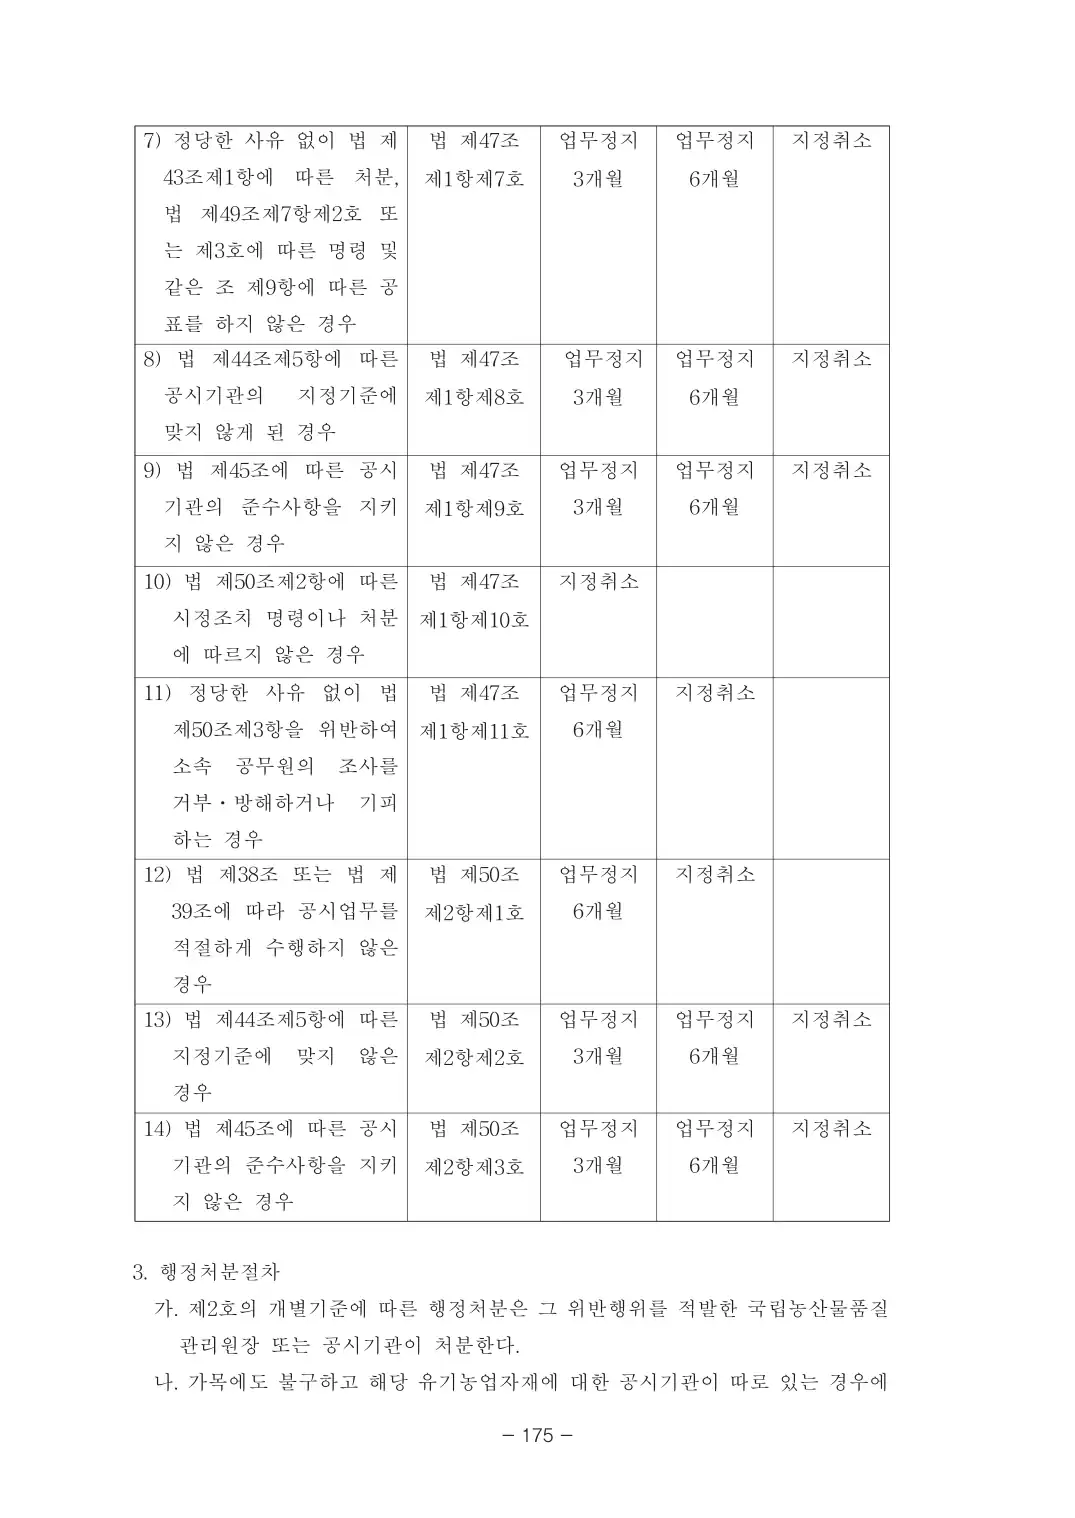 7) 정당한 사유 없이 법 제
43조제1항에 따른 처분,
법 제49조제7항제2호 또
는 제3호에 따른 명령 및
같은 조 제9항에 따른 공
표를 하지 않은 경우
법 제47조
제1항제7호
업무정지
3개월
업무정지
6개월
지정취소
8) 법 제44조제5항에 따른
공시기관의 지정기준에
맞지 않게 된 경우
법 제47조
제1항제8호
업무정지
3개월
업무정지
6개월
지정취소
9) 법 제45조에 따른 공시
기관의 준수사항을 지키
지 않은 경우
법 제47조
제1항제9호
업무정지
3개월
업무정지
6개월
지정취소
10) 법 제50조제2항에 따른
시정조치 명령이나 처분
에 따르지 않은 경우
법 제47조
제1항제10호
지정취소
11) 정당한 사유 없이 법
제50조제3항을 위반하여
소속 공무원의 조사를
거부・방해하거나 기피
하는 경우
법 제47조
제1항제11호
업무정지
6개월
지정취소
12) 법 제38조 또는 법 제
39조에 따라 공시업무를
적절하게 수행하지 않은
경우
법 제50조
제2항제1호
업무정지
6개월
지정취소
13) 법 제44조제5항에 따른
지정기준에 맞지 않은
경우
법 제50조
제2항제2호
업무정지
3개월
업무정지
6개월
지정취소
14) 법 제45조에 따른 공시
기관의 준수사항을 지키
지 않은 경우
법 제50조
제2항제3호
업무정지
3개월
업무정지
6개월
지정취소
3. 행정처분절차
가. 제2호의 개별기준에 따른 행정처분은 그 위반행위를 적발한 국립농산물품질
관리원장 또는 공시기관이 처분한다.
나. 가목에도 불구하고 해당 유기농업자재에 대한 공시기관이 따로 있는 경우에
- 175 -